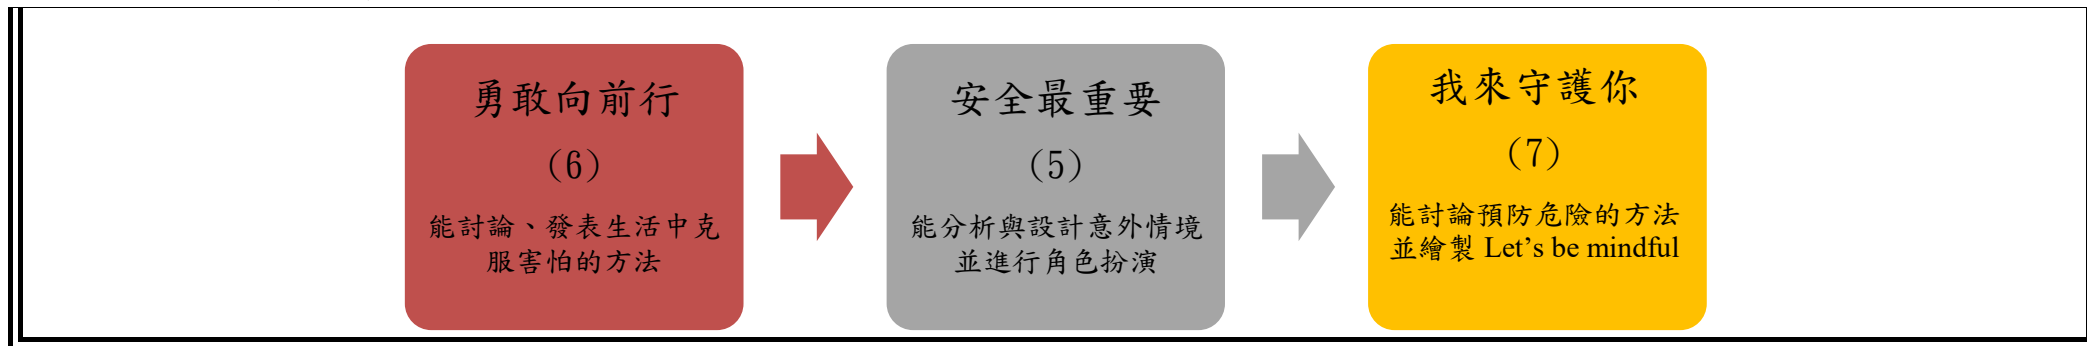 勇敢向前行
(6)
能討論、發表生活中克
服害怕的方法
安全最重要
(5)
能分析與設計意外情境
並進行角色扮演
我來守護你
(7)
能討論預防危險的方法
並繪製 Let’s be mindful